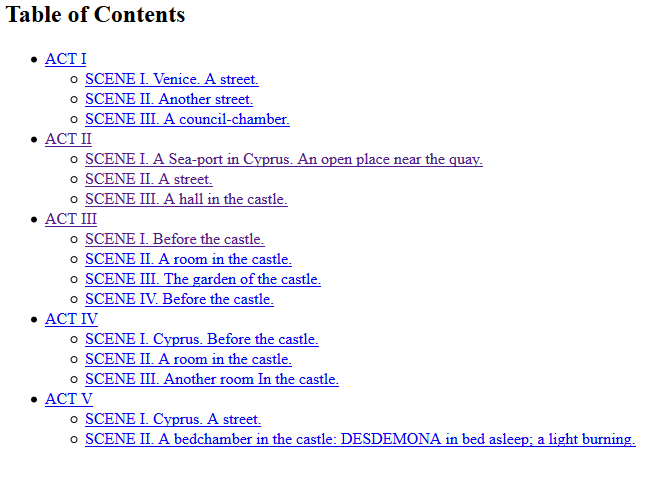 Table of Contents
ACT I
SCENE I. Venice. A street.
SCENE II. Another street.
SCENE III. A council-chamber.
ACT II
SCENE I. A Sea-port in Cyprus. An open place near the quay.
SCENE II. A street.
SCENE III. A hall in the castle.
ACT III
SCENE I. Before the castle.
SCENE II. A room in the castle.
SCENE III. The garden of the castle.
SCENE IV. Before the castle.
ACT IV
SCENE I. Cyprus. Before the castle.
SCENE II. A room in the castle.
SCENE III. Another room In the castle.
ACT V
SCENE I. Cyprus. A street.
SCENE II. A bedchamber in the castle: DESDEMONA in bed asleep; a light burning.